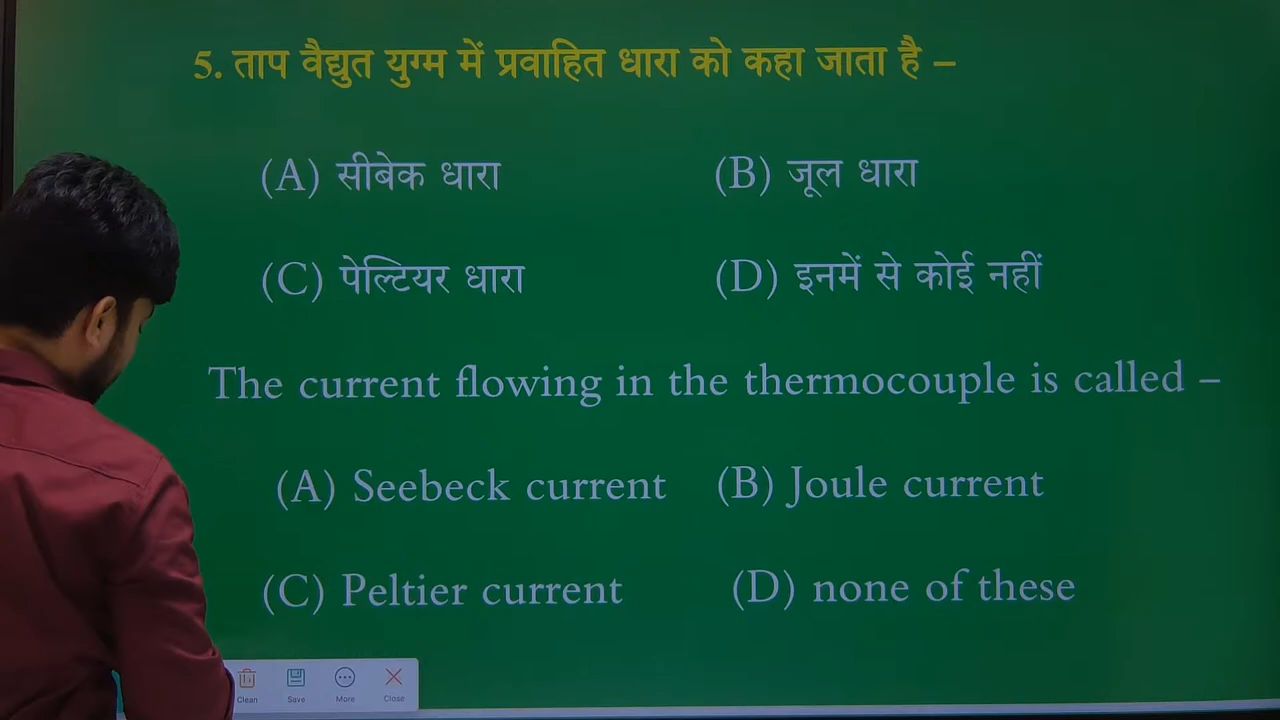 5. ताप वैद्युत युग्म में प्रवाहित धारा को कहा जाता है –
(A) सीबेक धारा (B) जूल धारा
(C) पेल्टियर धारा (D) इनमें से कोई नहीं
The current flowing in the thermocouple is called –
(A) Seebeck current (B) Joule current
(C) Peltier current (D) none of these
Clean Save More Close